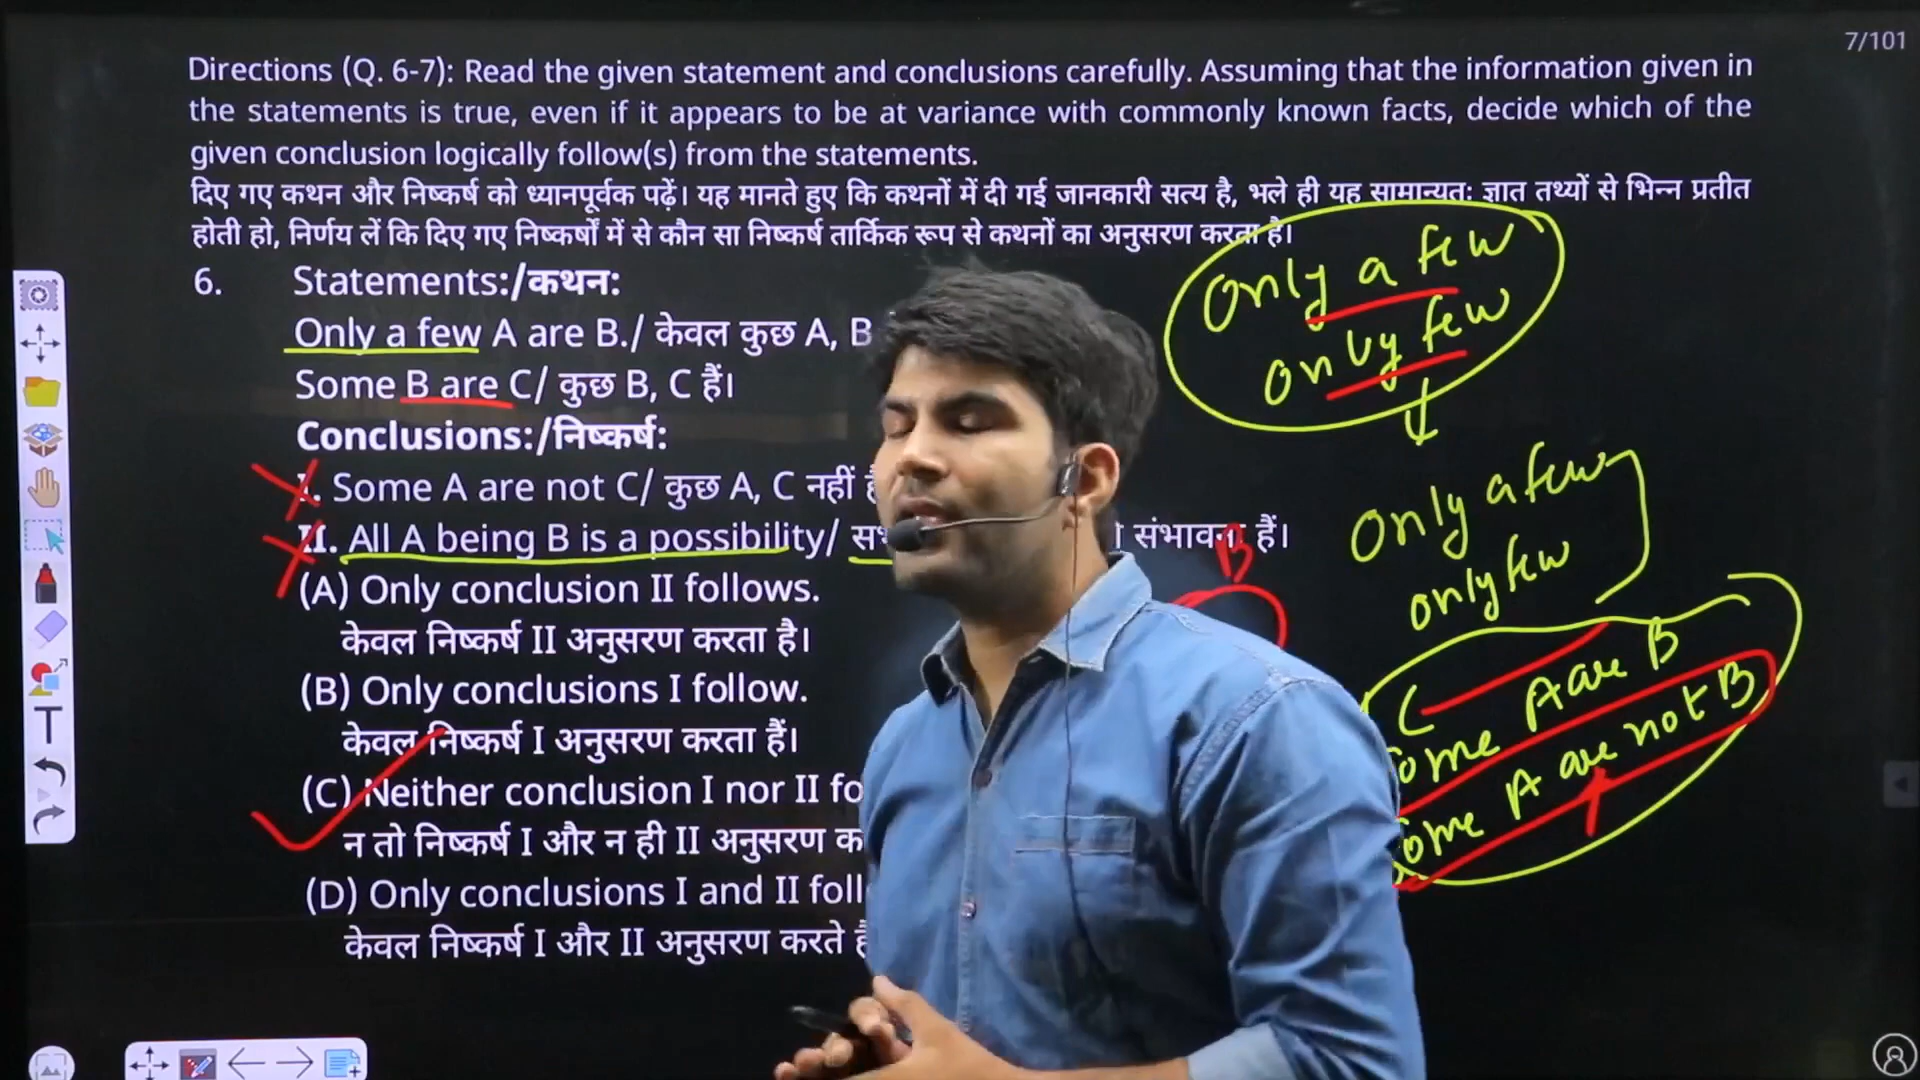 7/101
Directions (Q. 6-7): Read the given statement and conclusions carefully. Assuming that the information given in
the statements is true, even if it appears to be at variance with commonly known facts, decide which of the
given conclusion logically follow(s) from the statements.
दिए गए कथन और निष्कर्ष को ध्यानपूर्वक पढ़ें। यह मानते हुए कि कथनों में दी गई जानकारी सत्य है, भले ही यह सामान्यतः ज्ञात तथ्यों से भिन्न प्रतीत
होती हो, निर्णय लें कि दिए गए निष्कर्षों में से कौन सा निष्कर्ष तार्किक रूप से कथनों का अनुसरण करता है।
6. Statements:/कथन:
Only a few A are B./ केवल कुछ A, B
Some B are C/ कुछ B, C हैं।
Conclusions:/निष्कर्ष:
I. Some A are not C/ कुछ A, C नहीं
II. All A being B is a possibility/ संभावना हैं।
(A) Only conclusion II follows.
केवल निष्कर्ष II अनुसरण करता है।
(B) Only conclusions I follow.
केवल निष्कर्ष I अनुसरण करता हैं।
(C) Neither conclusion I nor II fo
न तो निष्कर्ष I और न ही II अनुसरण क
(D) Only conclusions I and II foll
केवल निष्कर्ष I और II अनुसरण करते
Only a few
only few
Only a few
only few
B
C
Some A are B
Some A are not B
T